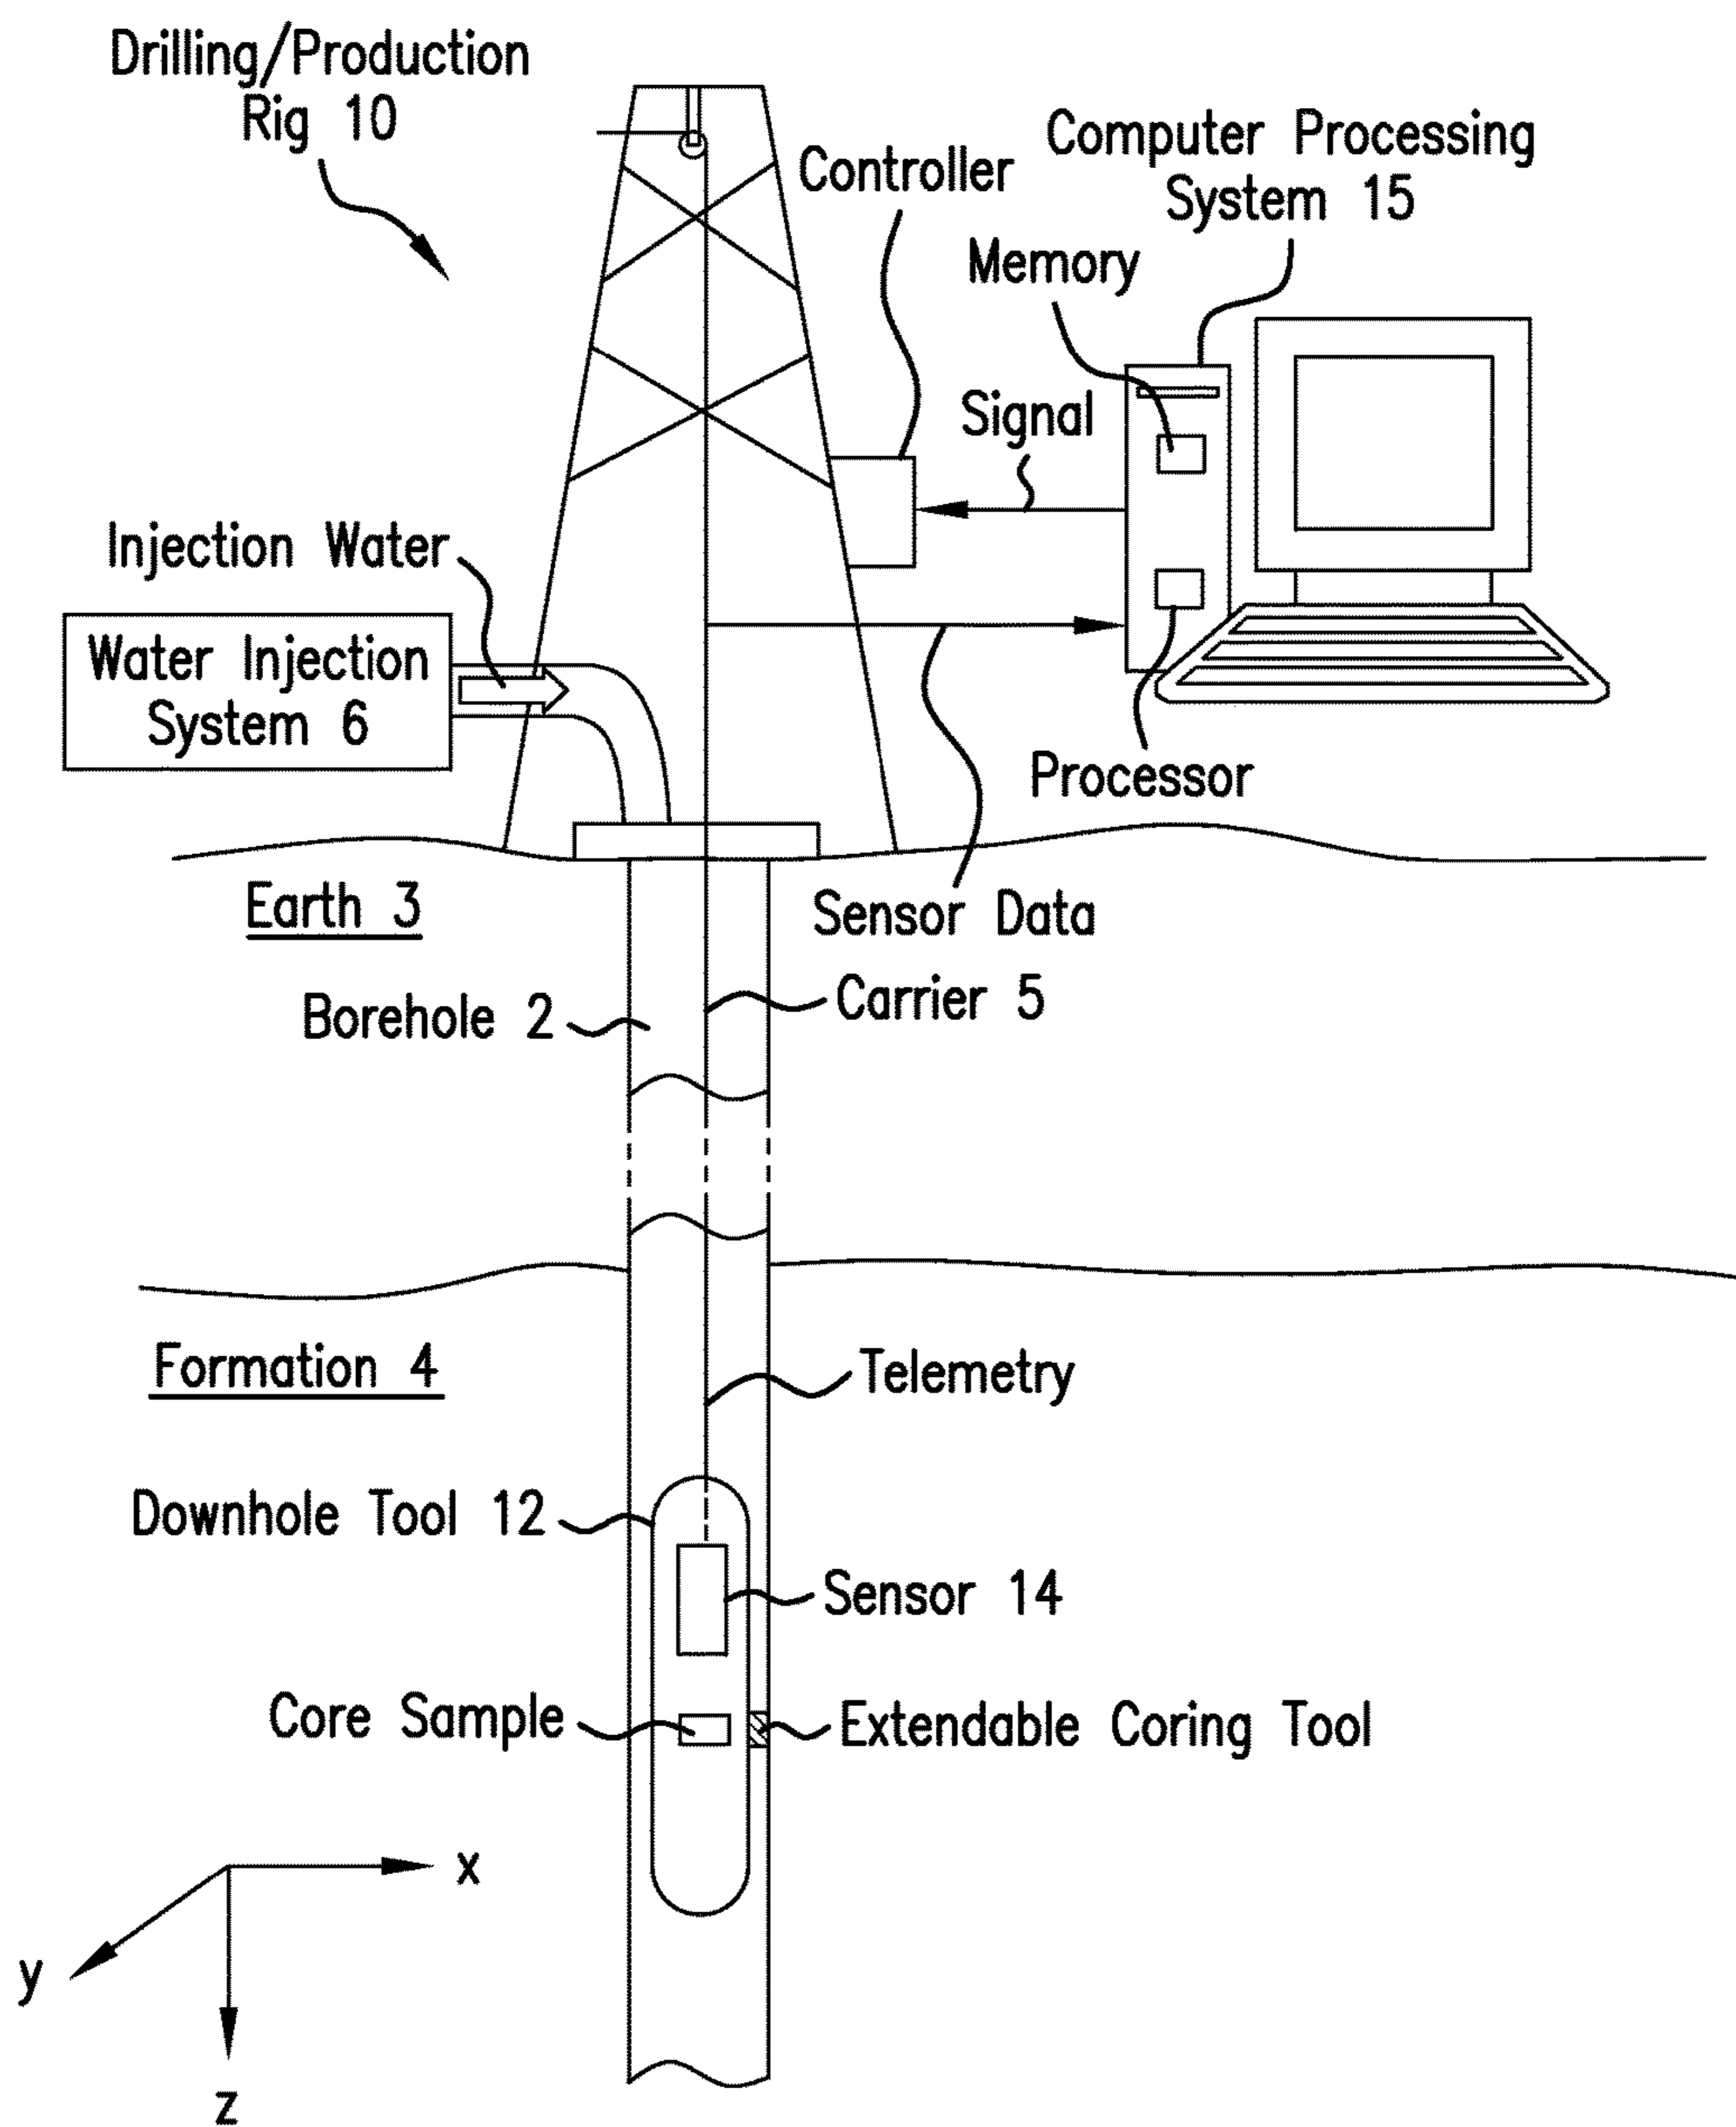 Drilling/Production
Rig 10
Controller
Computer Processing
System 15
Memory
Signal
Injection Water
Water Injection
System 6
Processor
Earth 3
Sensor Data
Borehole 2
Carrier 5
Formation 4
Telemetry
Downhole Tool 12
Sensor 14
Core Sample
Extendable Coring Tool
x
y
z